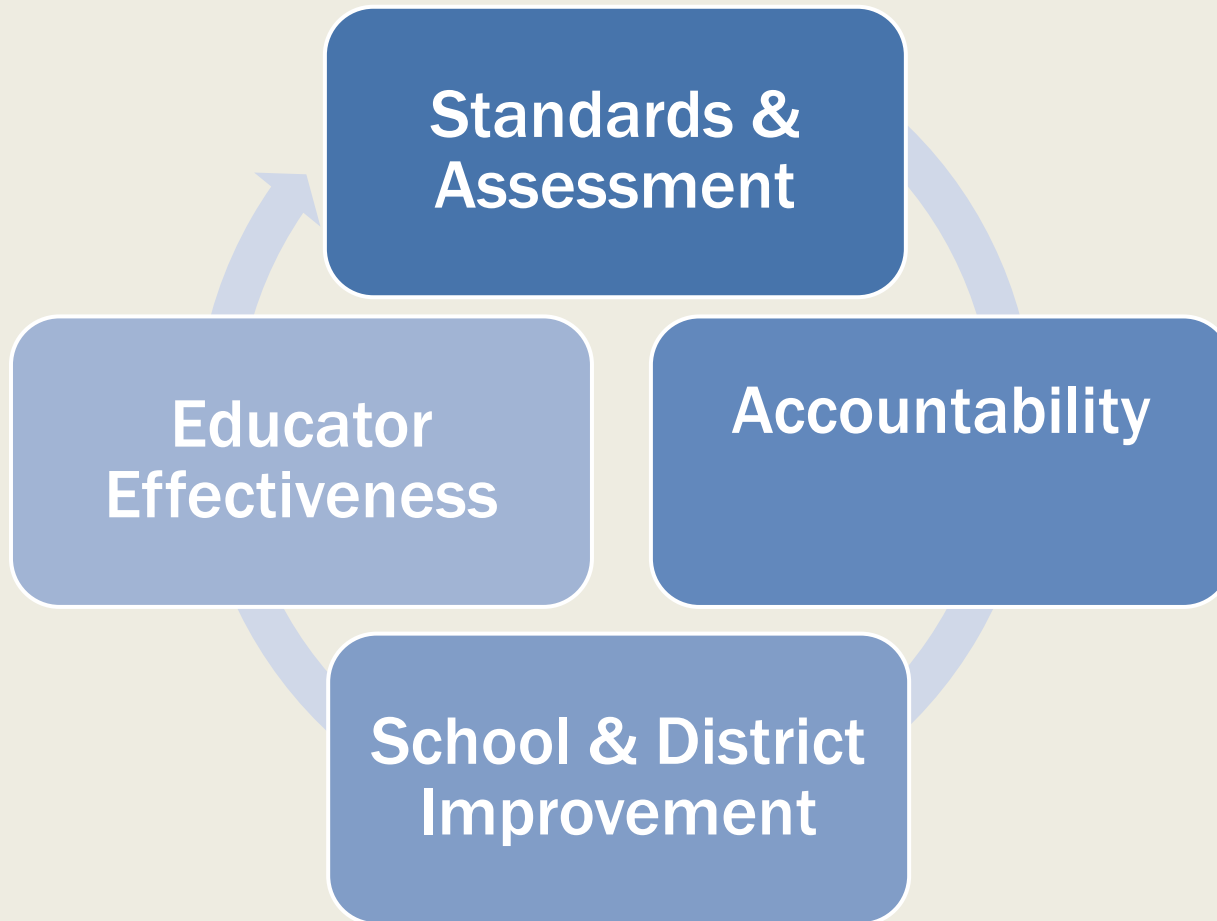 Standards &
Assessment
Accountability
School & District
Improvement
Educator
Effectiveness